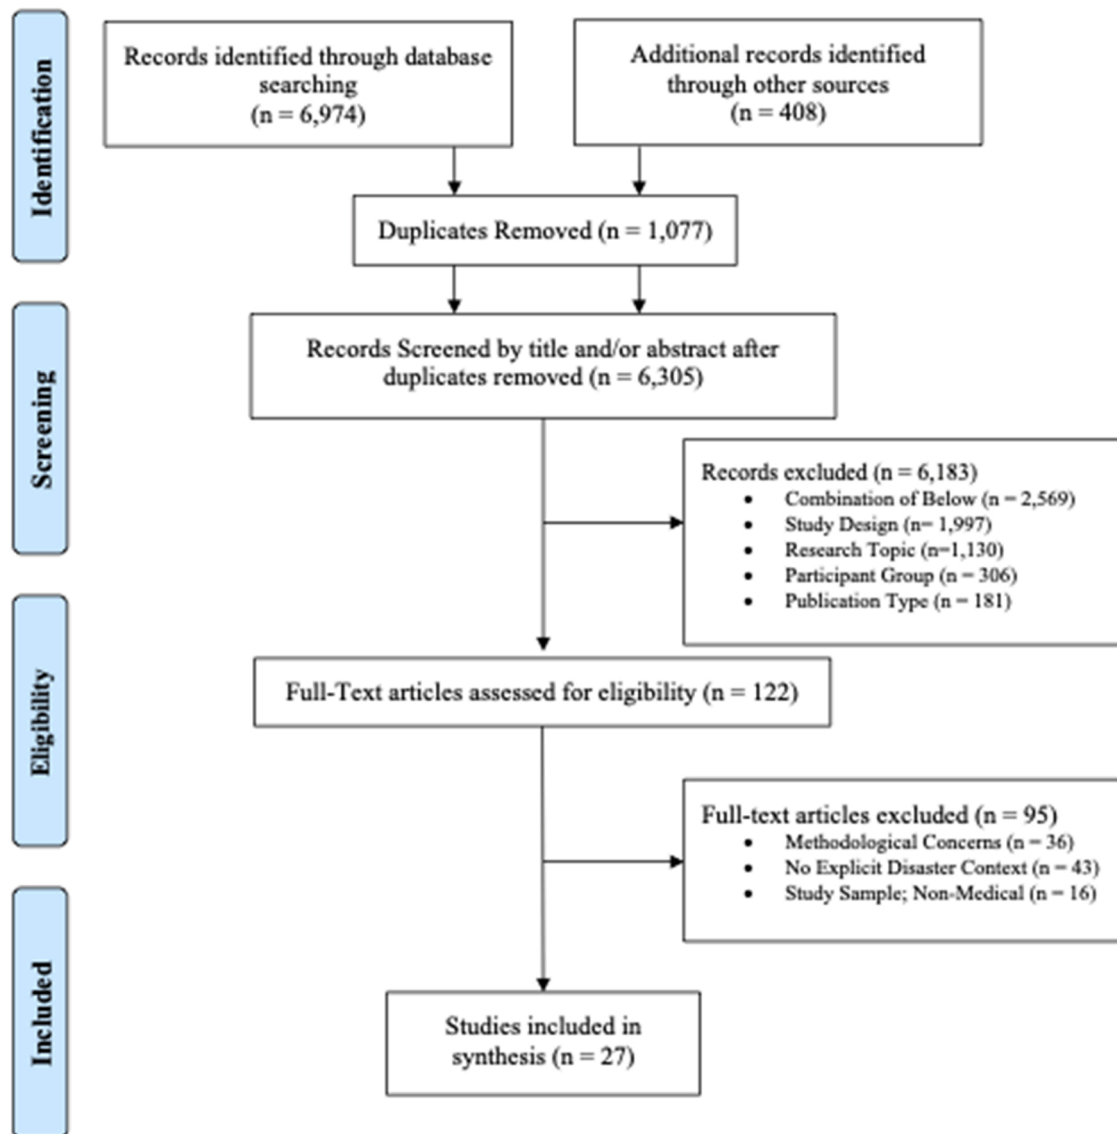 Identification
Records identified through database
searching
(n = 6,974)
Additional records identified
through other sources
(n = 408)
Duplicates Removed (n = 1,077)
Screening
Records Screened by title and/or abstract after
duplicates removed (n = 6,305)
Records excluded (n = 6,183)
• Combination of Below (n = 2,569)
• Study Design (n= 1,997)
• Research Topic (n=1,130)
• Participant Group (n = 306)
• Publication Type (n = 181)
Eligibility
Full-Text articles assessed for eligibility (n = 122)
Full-text articles excluded (n = 95)
• Methodological Concerns (n = 36)
• No Explicit Disaster Context (n = 43)
• Study Sample; Non-Medical (n = 16)
Included
Studies included in
synthesis (n = 27)